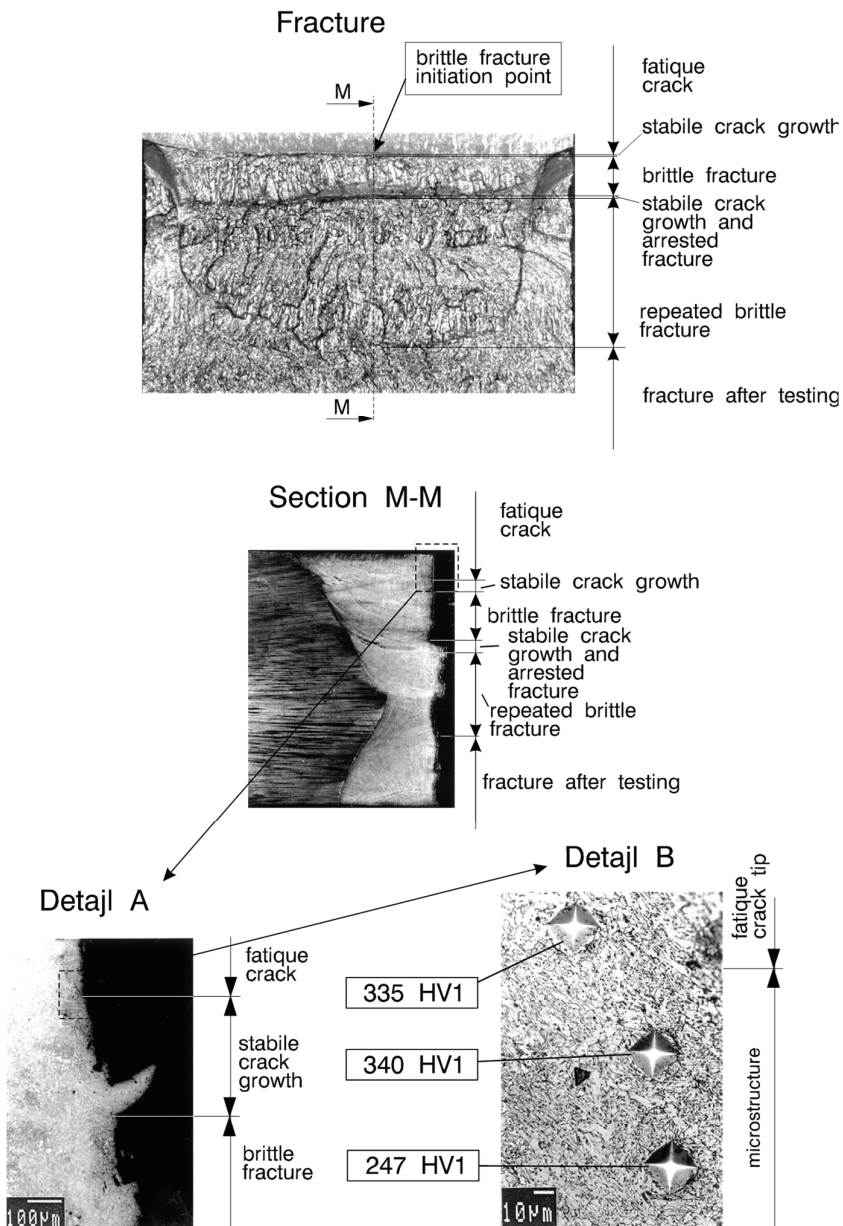 Fracture
brittle fracture
initiation point
M
fatique
crack
stabile crack growth
brittle fracture
stabile crack
growth and
arrested
fracture
repeated brittle
fracture
M
fracture after testing
Section M-M
fatique
crack
stabile crack growth
brittle fracture
stabile crack
growth and
arrested
fracture
repeated brittle
fracture
fracture after testing
Detajl A
fatique
crack
stabile
crack
growth
brittle
fracture
100µm
Detajl B
335 HV1
340 HV1
247 HV1
fatique
crack tip
microstructure
10µm